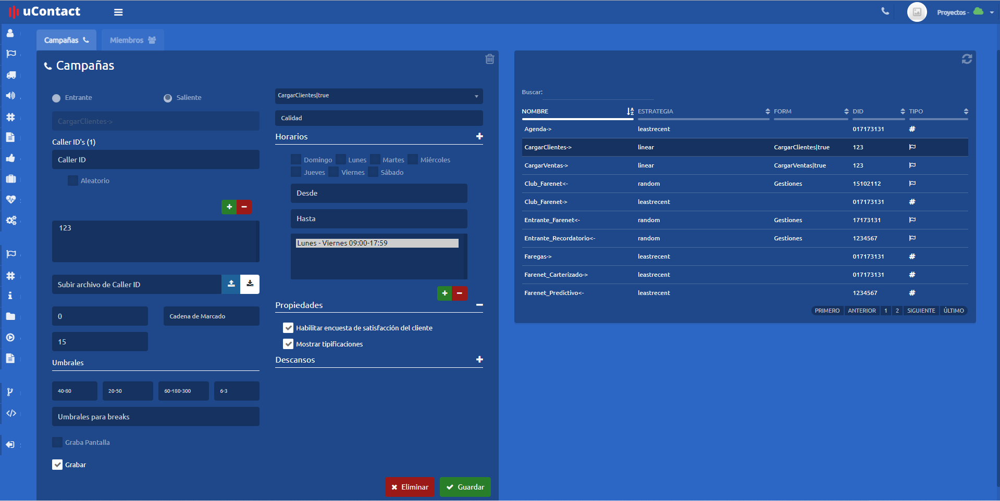 uContact
Proyectos -
Campañas
Miembros
Campañas
Entrante
Saliente
CargarClientes->
Caller ID's (1)
Caller ID
Aleatorio
123
Subir archivo de Caller ID
0
Cadena de Marcado
15
Umbrales
40-80
20-50
60-180-300
6-3
Umbrales para breaks
Graba Pantalla
Grabar
CargarClientes|true
Calidad
Horarios
Domingo Lunes Martes Miércoles
Jueves Viernes Sábado
Desde
Hasta
Lunes - Viernes 09:00-17:59
Propiedades
Habilitar encuesta de satisfacción del cliente
Mostrar tipificaciones
Descansos
Eliminar
Guardar
Buscar:
NOMBRE ESTRATEGIA FORM DID TIPO
Agenda-> leastrecent 017173131 #
CargarClientes-> linear CargarClientes|true 123
CargarVentas-> linear CargarVentas|true 123
Club_Farenet<- random Gestiones 15102112
Club_Farenet-> leastrecent 017173131 #
Entrante_Farenet<- random Gestiones 17173131
Entrante_Recordatorio<- random Gestiones 1234567
Faregas-> leastrecent 017173131 #
Farenet_Carterizado-> leastrecent 017173131 #
Farenet_Predictivo<- leastrecent 1234567 #
PRIMERO ANTERIOR 1 2 SIGUIENTE ÚLTIMO